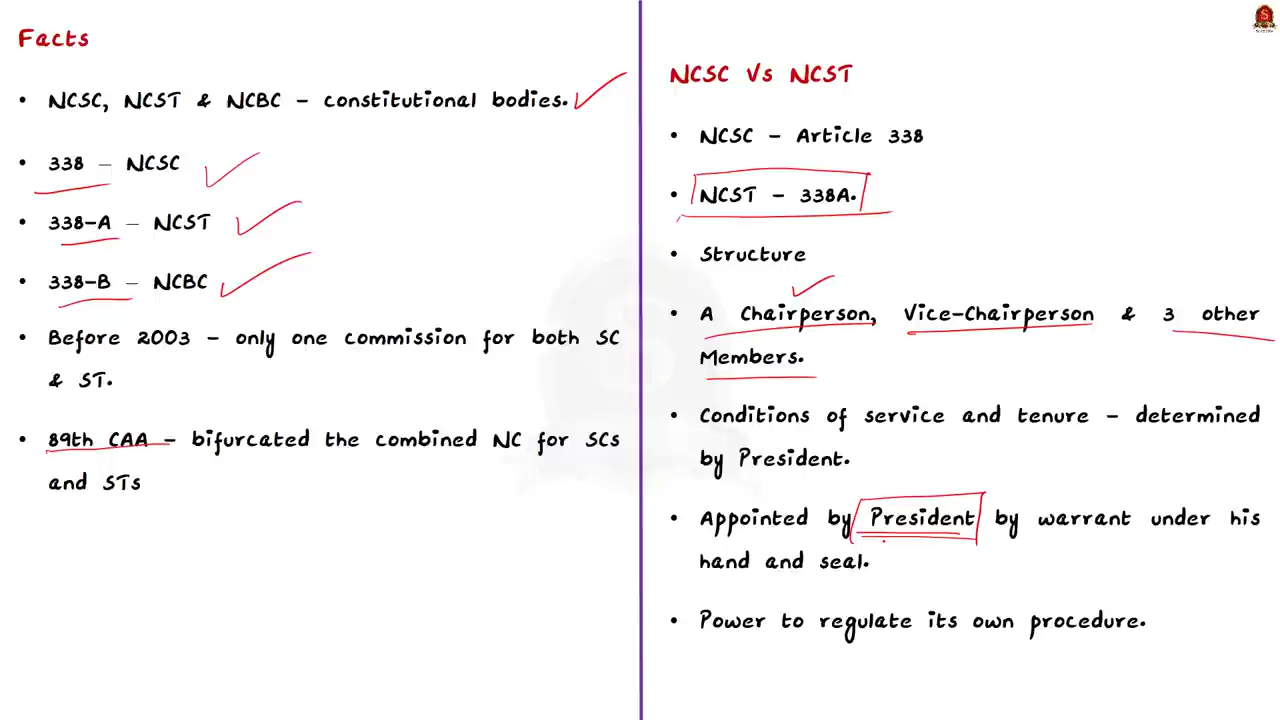 Facts
• NCSC, NCST & NCBC – constitutional bodies.
• 338 – NCSC
• 338-A – NCST
• 338-B – NCBC
• Before 2003 – only one commission for both SC
& ST.
• 89th CAA – bifurcated the combined NC for SCs
and STs
NCSC Vs NCST
• NCSC – Article 338
• NCST – 338A.
• Structure
• A Chairperson, Vice-Chairperson & 3 other
Members.
• Conditions of service and tenure – determined
by President.
• Appointed by President by warrant under his
hand and seal.
• Power to regulate its own procedure.